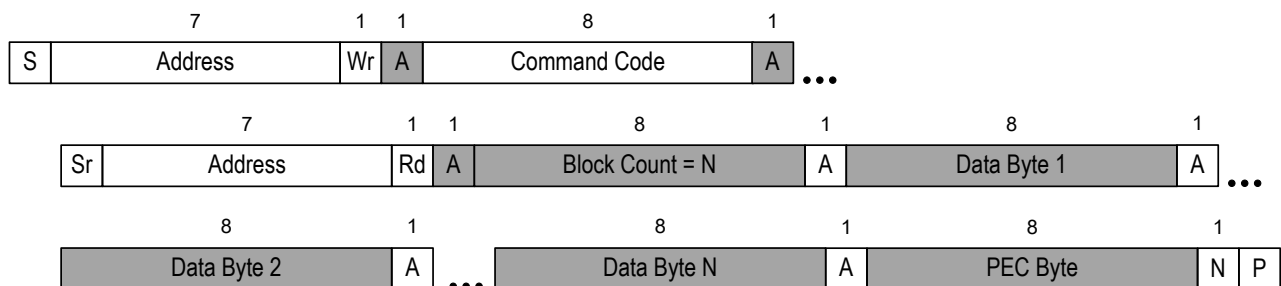 7 1 1 8 1
S Address Wr A Command Code A ...
7 1 1 8 1 8 1
Sr Address Rd A Block Count = N A Data Byte 1 A ...
8 1 8 1 8 1
Data Byte 2 A ... Data Byte N A PEC Byte N P